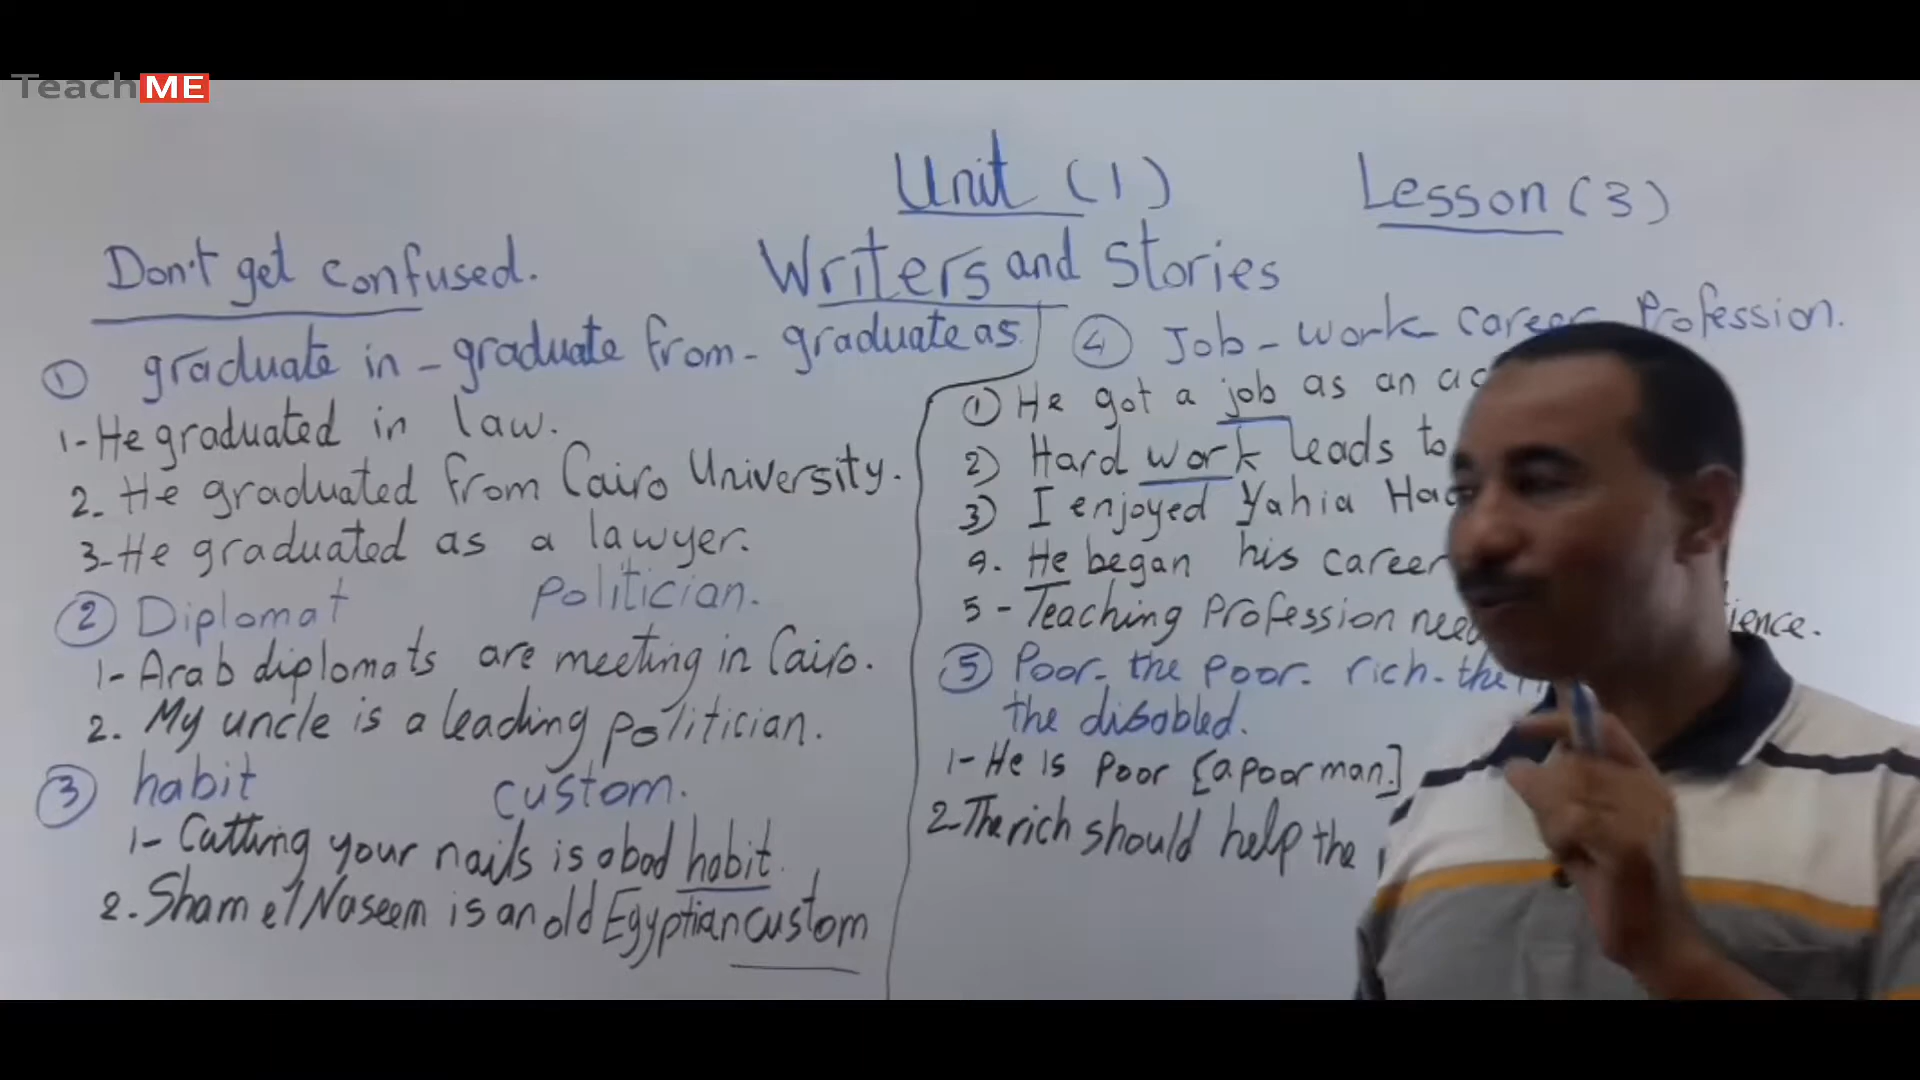 TeachME
Unit (1)
Lesson (3)
Writers and Stories
Don't get confused.
① graduate in - graduate from - graduate as
1- He graduated in law.
2. He graduated from Cairo University.
3- He graduated as a lawyer.
② Diplomat politician.
1- Arab diplomats are meeting in Cairo.
2. My uncle is a leading politician.
③ habit custom.
1- Cutting your nails is a bad habit.
2. Sham el Naseem is an old Egyptian custom
④ Job - work career Profession.
① He got a job as an
2) Hard work leads to
3) I enjoyed Yahia
4. He began his career
5 - Teaching Profession
⑤ Poor - the poor - rich - the
the disabled.
1- He is poor [a poor man.]
2- The rich should help the